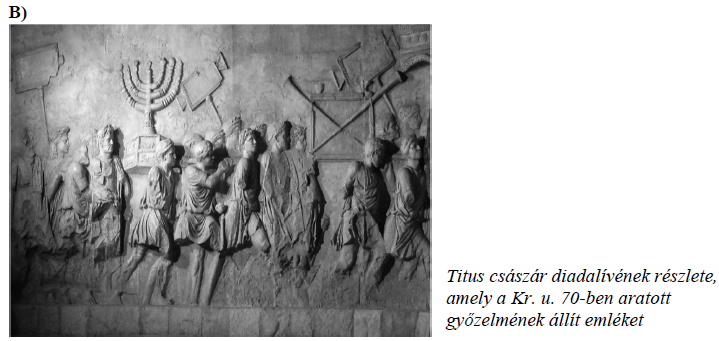 B)
Titus császár diadalívének részlete,
amely a Kr. u. 70-ben aratott
győzelmének állít emléket